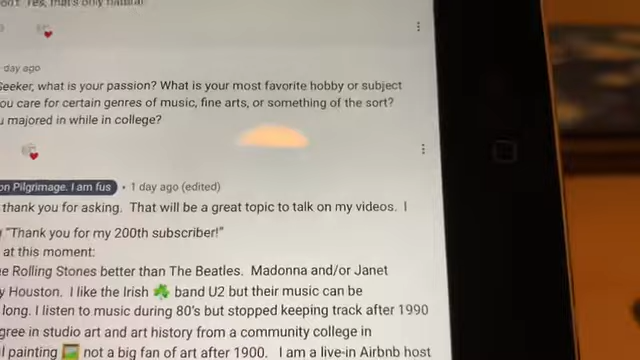 Yes, that's only natural
day ago
Seeker, what is your passion? What is your most favorite hobby or subject
ou care for certain genres of music, fine arts, or something of the sort?
u majored in while in college?
on Pilgrimage. I am fus • 1 day ago (edited)
thank you for asking. That will be a great topic to talk on my videos. I
"Thank you for my 200th subscriber!"
at this moment:
e Rolling Stones better than The Beatles. Madonna and/or Janet
y Houston. I like the Irish ☘️ band U2 but their music can be
long. I listen to music during 80's but stopped keeping track after 1990
gree in studio art and art history from a community college in
l painting 🖼️ not a big fan of art after 1900. I am a live-in Airbnb host